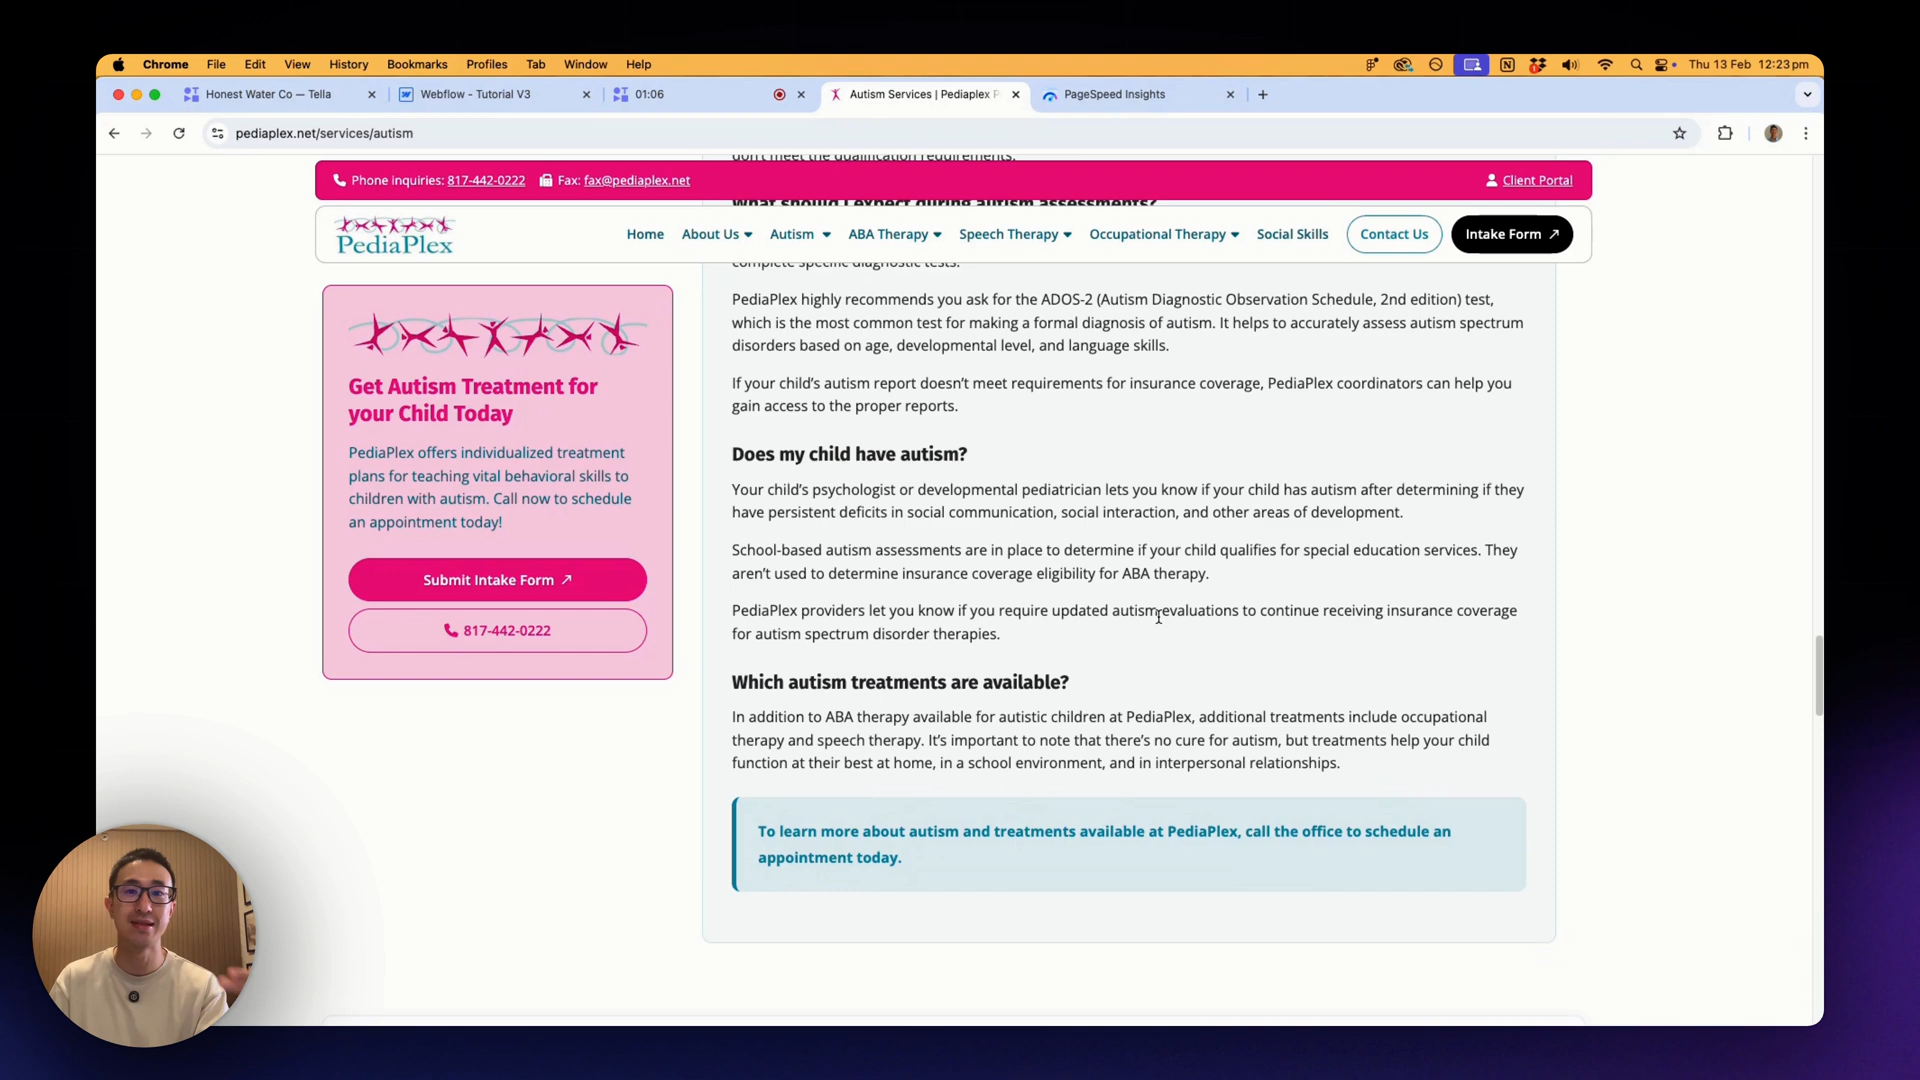 Chrome File Edit View History Bookmarks Profiles Tab Window Help Thu 13 Feb 12:23pm
Honest Water Co — Tella Webflow - Tutorial V3 01:06 Autism Services | Pediaplex P PageSpeed Insights
pediaplex.net/services/autism
don't meet the qualification requirements.
Phone inquiries: 817-442-0222 Fax: fax@pediaplex.net Client Portal
What should I expect during autism assessments?
PediaPlex Home About Us Autism ABA Therapy Speech Therapy Occupational Therapy Social Skills Contact Us Intake Form
complete specific diagnostic tests.
Get Autism Treatment for
your Child Today
PediaPlex offers individualized treatment
plans for teaching vital behavioral skills to
children with autism. Call now to schedule
an appointment today!
Submit Intake Form
817-442-0222
PediaPlex highly recommends you ask for the ADOS-2 (Autism Diagnostic Observation Schedule, 2nd edition) test,
which is the most common test for making a formal diagnosis of autism. It helps to accurately assess autism spectrum
disorders based on age, developmental level, and language skills.
If your child’s autism report doesn’t meet requirements for insurance coverage, PediaPlex coordinators can help you
gain access to the proper reports.
Does my child have autism?
Your child’s psychologist or developmental pediatrician lets you know if your child has autism after determining if they
have persistent deficits in social communication, social interaction, and other areas of development.
School-based autism assessments are in place to determine if your child qualifies for special education services. They
aren’t used to determine insurance coverage eligibility for ABA therapy.
PediaPlex providers let you know if you require updated autism evaluations to continue receiving insurance coverage
for autism spectrum disorder therapies.
Which autism treatments are available?
In addition to ABA therapy available for autistic children at PediaPlex, additional treatments include occupational
therapy and speech therapy. It’s important to note that there’s no cure for autism, but treatments help your child
function at their best at home, in a school environment, and in interpersonal relationships.
To learn more about autism and treatments available at PediaPlex, call the office to schedule an
appointment today.